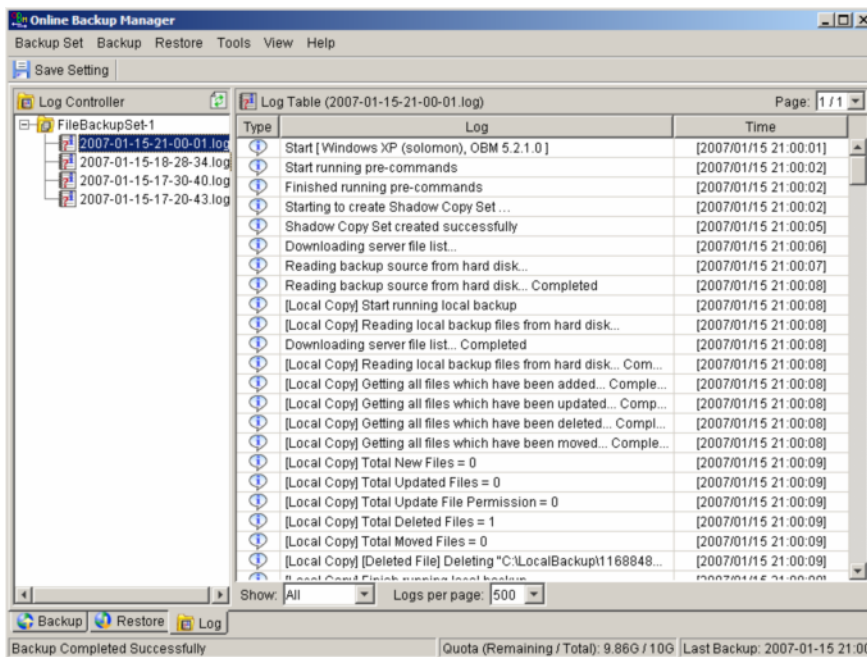 Online Backup Manager
Backup Set Backup Restore Tools View Help
Save Setting
Log Controller
FileBackupSet-1
2007-01-15-21-00-01.log
2007-01-15-18-28-34.log
2007-01-15-17-30-40.log
2007-01-15-17-20-43.log
Log Table (2007-01-15-21-00-01.log) Page: 1 / 1
Type Log Time
Start [ Windows XP (solomon), OBM 5.2.1.0 ] [2007/01/15 21:00:01]
Start running pre-commands [2007/01/15 21:00:02]
Finished running pre-commands [2007/01/15 21:00:02]
Starting to create Shadow Copy Set ... [2007/01/15 21:00:02]
Shadow Copy Set created successfully [2007/01/15 21:00:05]
Downloading server file list... [2007/01/15 21:00:06]
Reading backup source from hard disk... [2007/01/15 21:00:07]
Reading backup source from hard disk... Completed [2007/01/15 21:00:08]
[Local Copy] Start running local backup [2007/01/15 21:00:08]
[Local Copy] Reading local backup files from hard disk... [2007/01/15 21:00:08]
Downloading server file list... Completed [2007/01/15 21:00:08]
[Local Copy] Reading local backup files from hard disk... Com... [2007/01/15 21:00:08]
[Local Copy] Getting all files which have been added... Comple... [2007/01/15 21:00:08]
[Local Copy] Getting all files which have been updated... Comp... [2007/01/15 21:00:08]
[Local Copy] Getting all files which have been deleted... Compl... [2007/01/15 21:00:08]
[Local Copy] Getting all files which have been moved... Comple... [2007/01/15 21:00:08]
[Local Copy] Total New Files = 0 [2007/01/15 21:00:09]
[Local Copy] Total Updated Files = 0 [2007/01/15 21:00:09]
[Local Copy] Total Update File Permission = 0 [2007/01/15 21:00:09]
[Local Copy] Total Deleted Files = 1 [2007/01/15 21:00:09]
[Local Copy] Total Moved Files = 0 [2007/01/15 21:00:09]
[Local Copy] [Deleted File] Deleting "C:\LocalBackup\1168848... [2007/01/15 21:00:09]
[Local Copy] Finish running local backup [2007/01/15 21:00:09]
Show: All Logs per page: 500
Backup Restore Log
Backup Completed Successfully Quota (Remaining / Total): 9.86G / 10G Last Backup: 2007-01-15 21:0